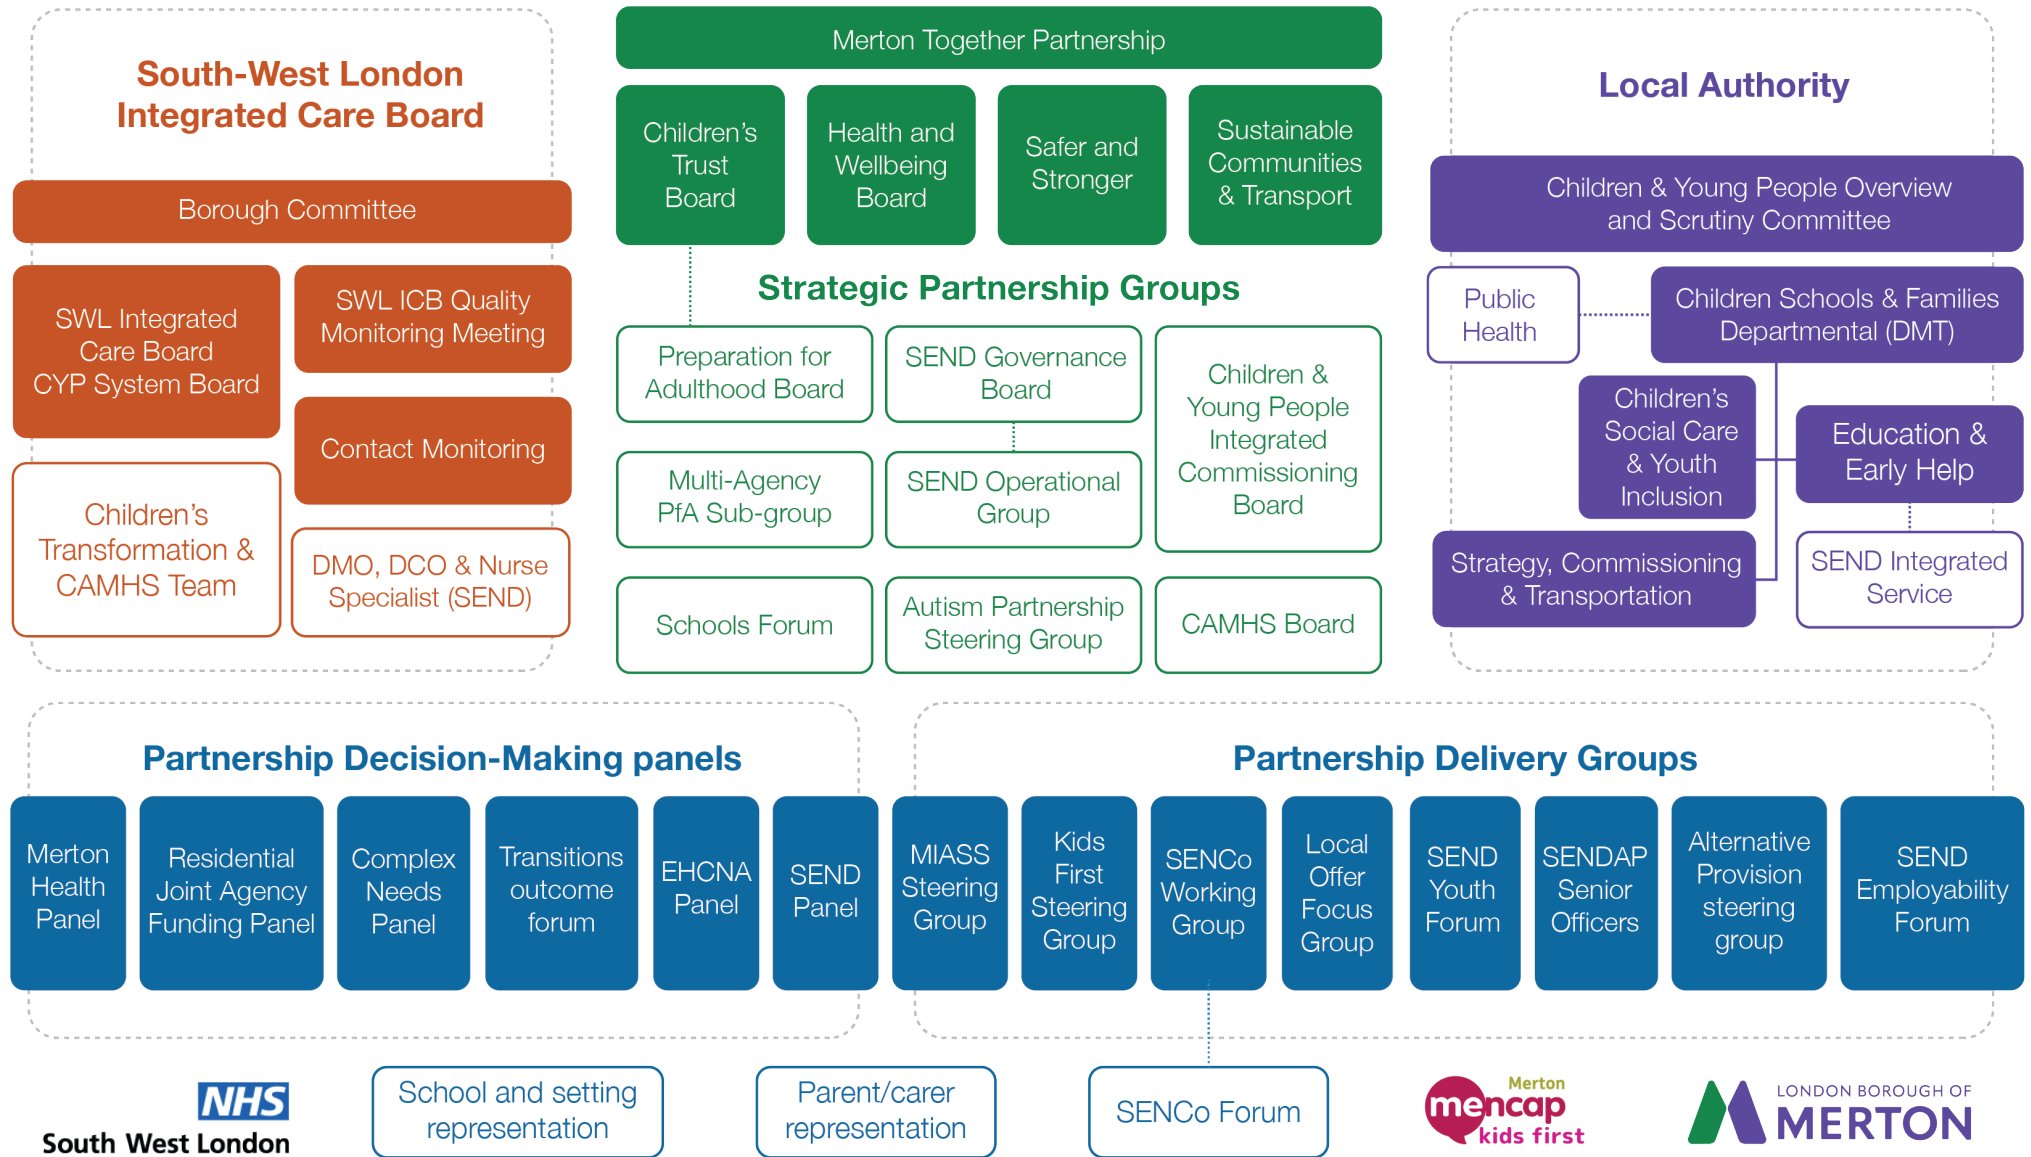 South-West London
Integrated Care Board
Borough Committee
SWL Integrated
Care Board
CYP System Board
SWL ICB Quality
Monitoring Meeting
Contact Monitoring
Children's
Transformation &
CAMHS Team
DMO, DCO & Nurse
Specialist (SEND)
Merton Together Partnership
Children's
Trust
Board
Health and
Wellbeing
Board
Safer and
Stronger
Sustainable
Communities
& Transport
Strategic Partnership Groups
Preparation for
Adulthood Board
SEND Governance
Board
Children &
Young People
Integrated
Commissioning
Board
Multi-Agency
PfA Sub-group
SEND Operational
Group
Schools Forum
Autism Partnership
Steering Group
CAMHS Board
Local Authority
Children & Young People Overview
and Scrutiny Committee
Public
Health
Children Schools & Families
Departmental (DMT)
Children's
Social Care
& Youth
Inclusion
Education &
Early Help
Strategy, Commissioning
& Transportation
SEND Integrated
Service
Partnership Decision-Making panels
Merton
Health
Panel
Residential
Joint Agency
Funding Panel
Complex
Needs
Panel
Transitions
outcome
forum
EHCNA
Panel
SEND
Panel
Partnership Delivery Groups
MIASS
Steering
Group
Kids
First
Steering
Group
SENCo
Working
Group
Local
Offer
Focus
Group
SEND
Youth
Forum
SENDAP
Senior
Officers
Alternative
Provision
steering
group
SEND
Employability
Forum
NHS
South West London
School and setting
representation
Parent/carer
representation
SENCo Forum
Merton
mencap
kids first
LONDON BOROUGH OF
MERTON